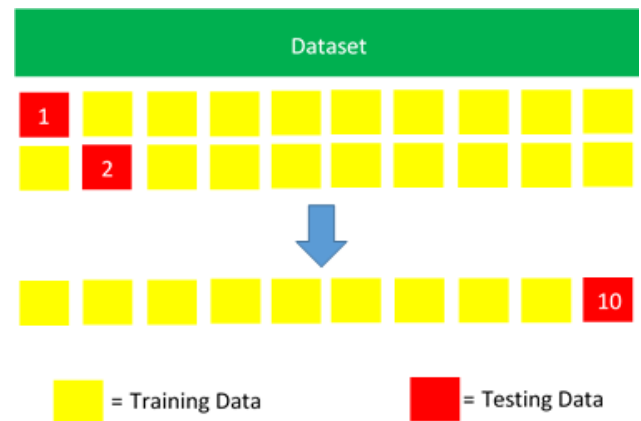 Dataset
1
2
10
= Training Data
= Testing Data